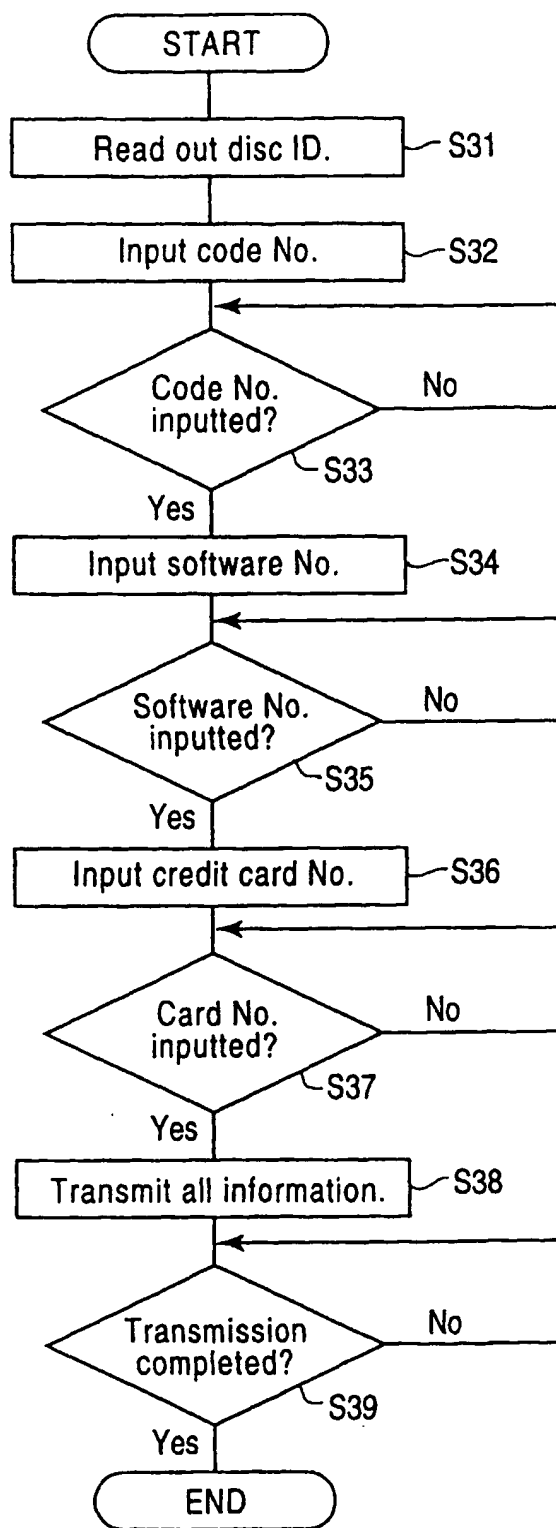 START
Read out disc ID.
S31
Input code No.
S32
Code No.
inputted?
No
S33
Yes
Input software No.
S34
Software No.
inputted?
No
S35
Yes
Input credit card No.
S36
Card No.
inputted?
No
S37
Yes
Transmit all information.
S38
Transmission
completed?
No
S39
Yes
END